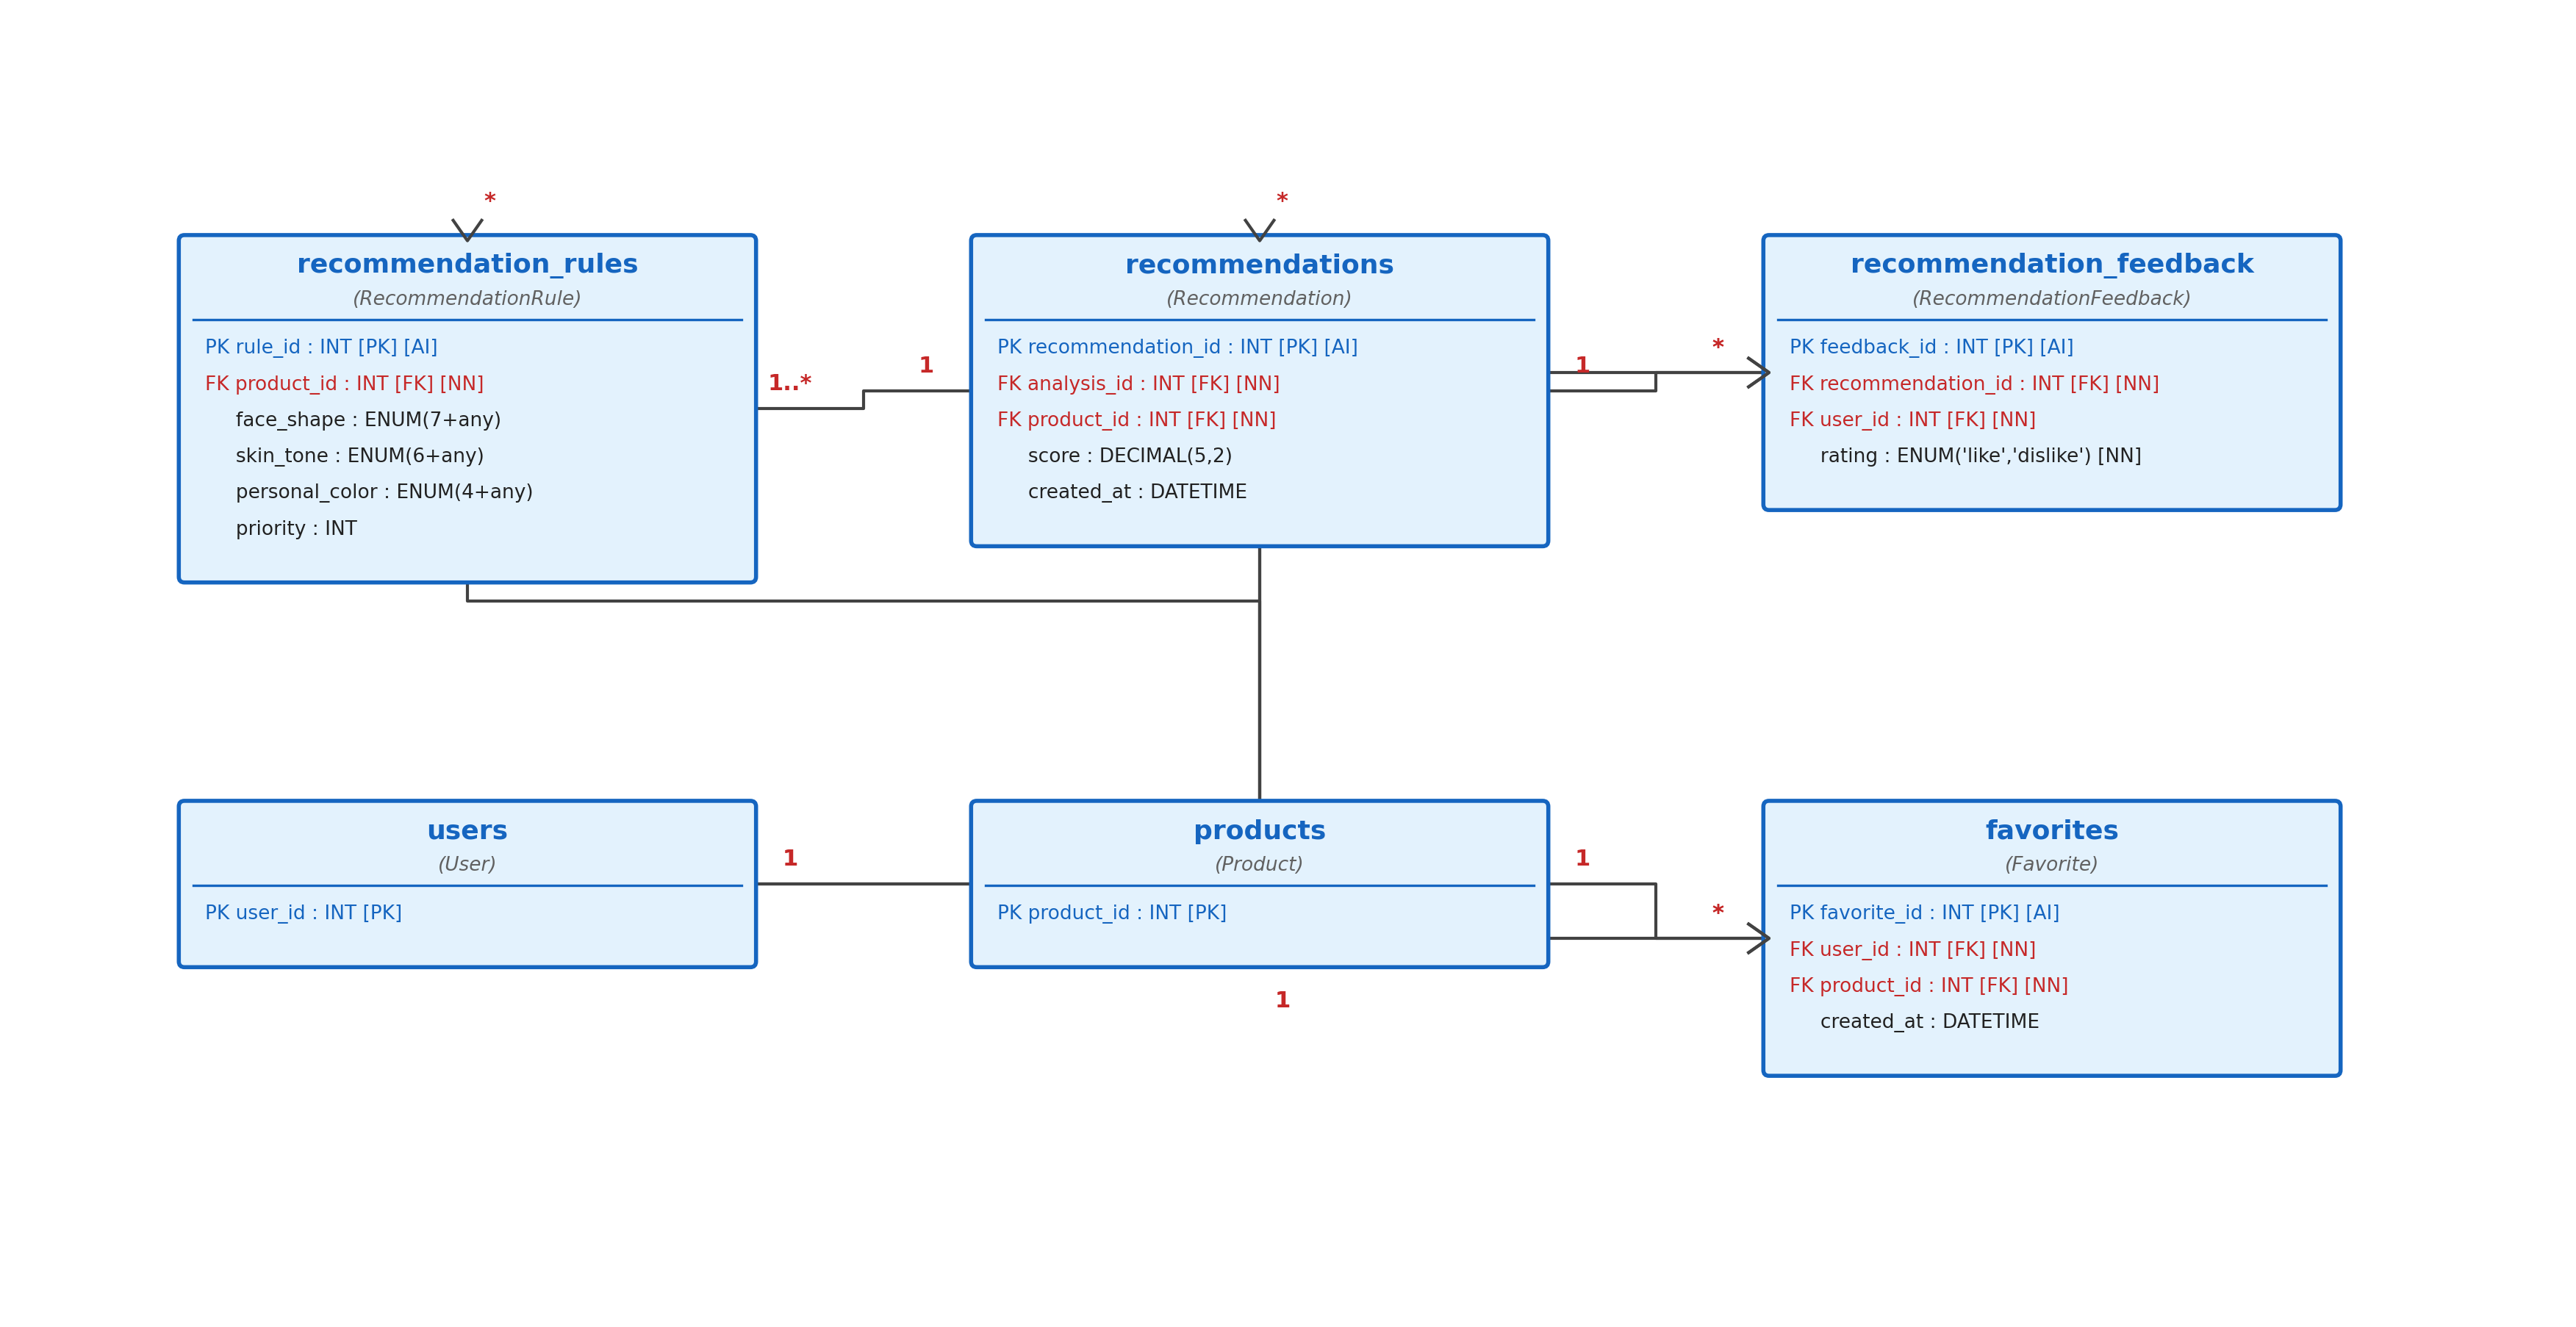 *
recommendation_rules
(RecommendationRule)
PK rule_id : INT [PK] [AI]
FK product_id : INT [FK] [NN]
face_shape : ENUM(7+any)
skin_tone : ENUM(6+any)
personal_color : ENUM(4+any)
priority : INT
1..*
1
*
recommendations
(Recommendation)
PK recommendation_id : INT [PK] [AI]
FK analysis_id : INT [FK] [NN]
FK product_id : INT [FK] [NN]
score : DECIMAL(5,2)
created_at : DATETIME
1
*
recommendation_feedback
(RecommendationFeedback)
PK feedback_id : INT [PK] [AI]
FK recommendation_id : INT [FK] [NN]
FK user_id : INT [FK] [NN]
rating : ENUM('like','dislike') [NN]
users
(User)
PK user_id : INT [PK]
1
products
(Product)
PK product_id : INT [PK]
1
1
*
favorites
(Favorite)
PK favorite_id : INT [PK] [AI]
FK user_id : INT [FK] [NN]
FK product_id : INT [FK] [NN]
created_at : DATETIME